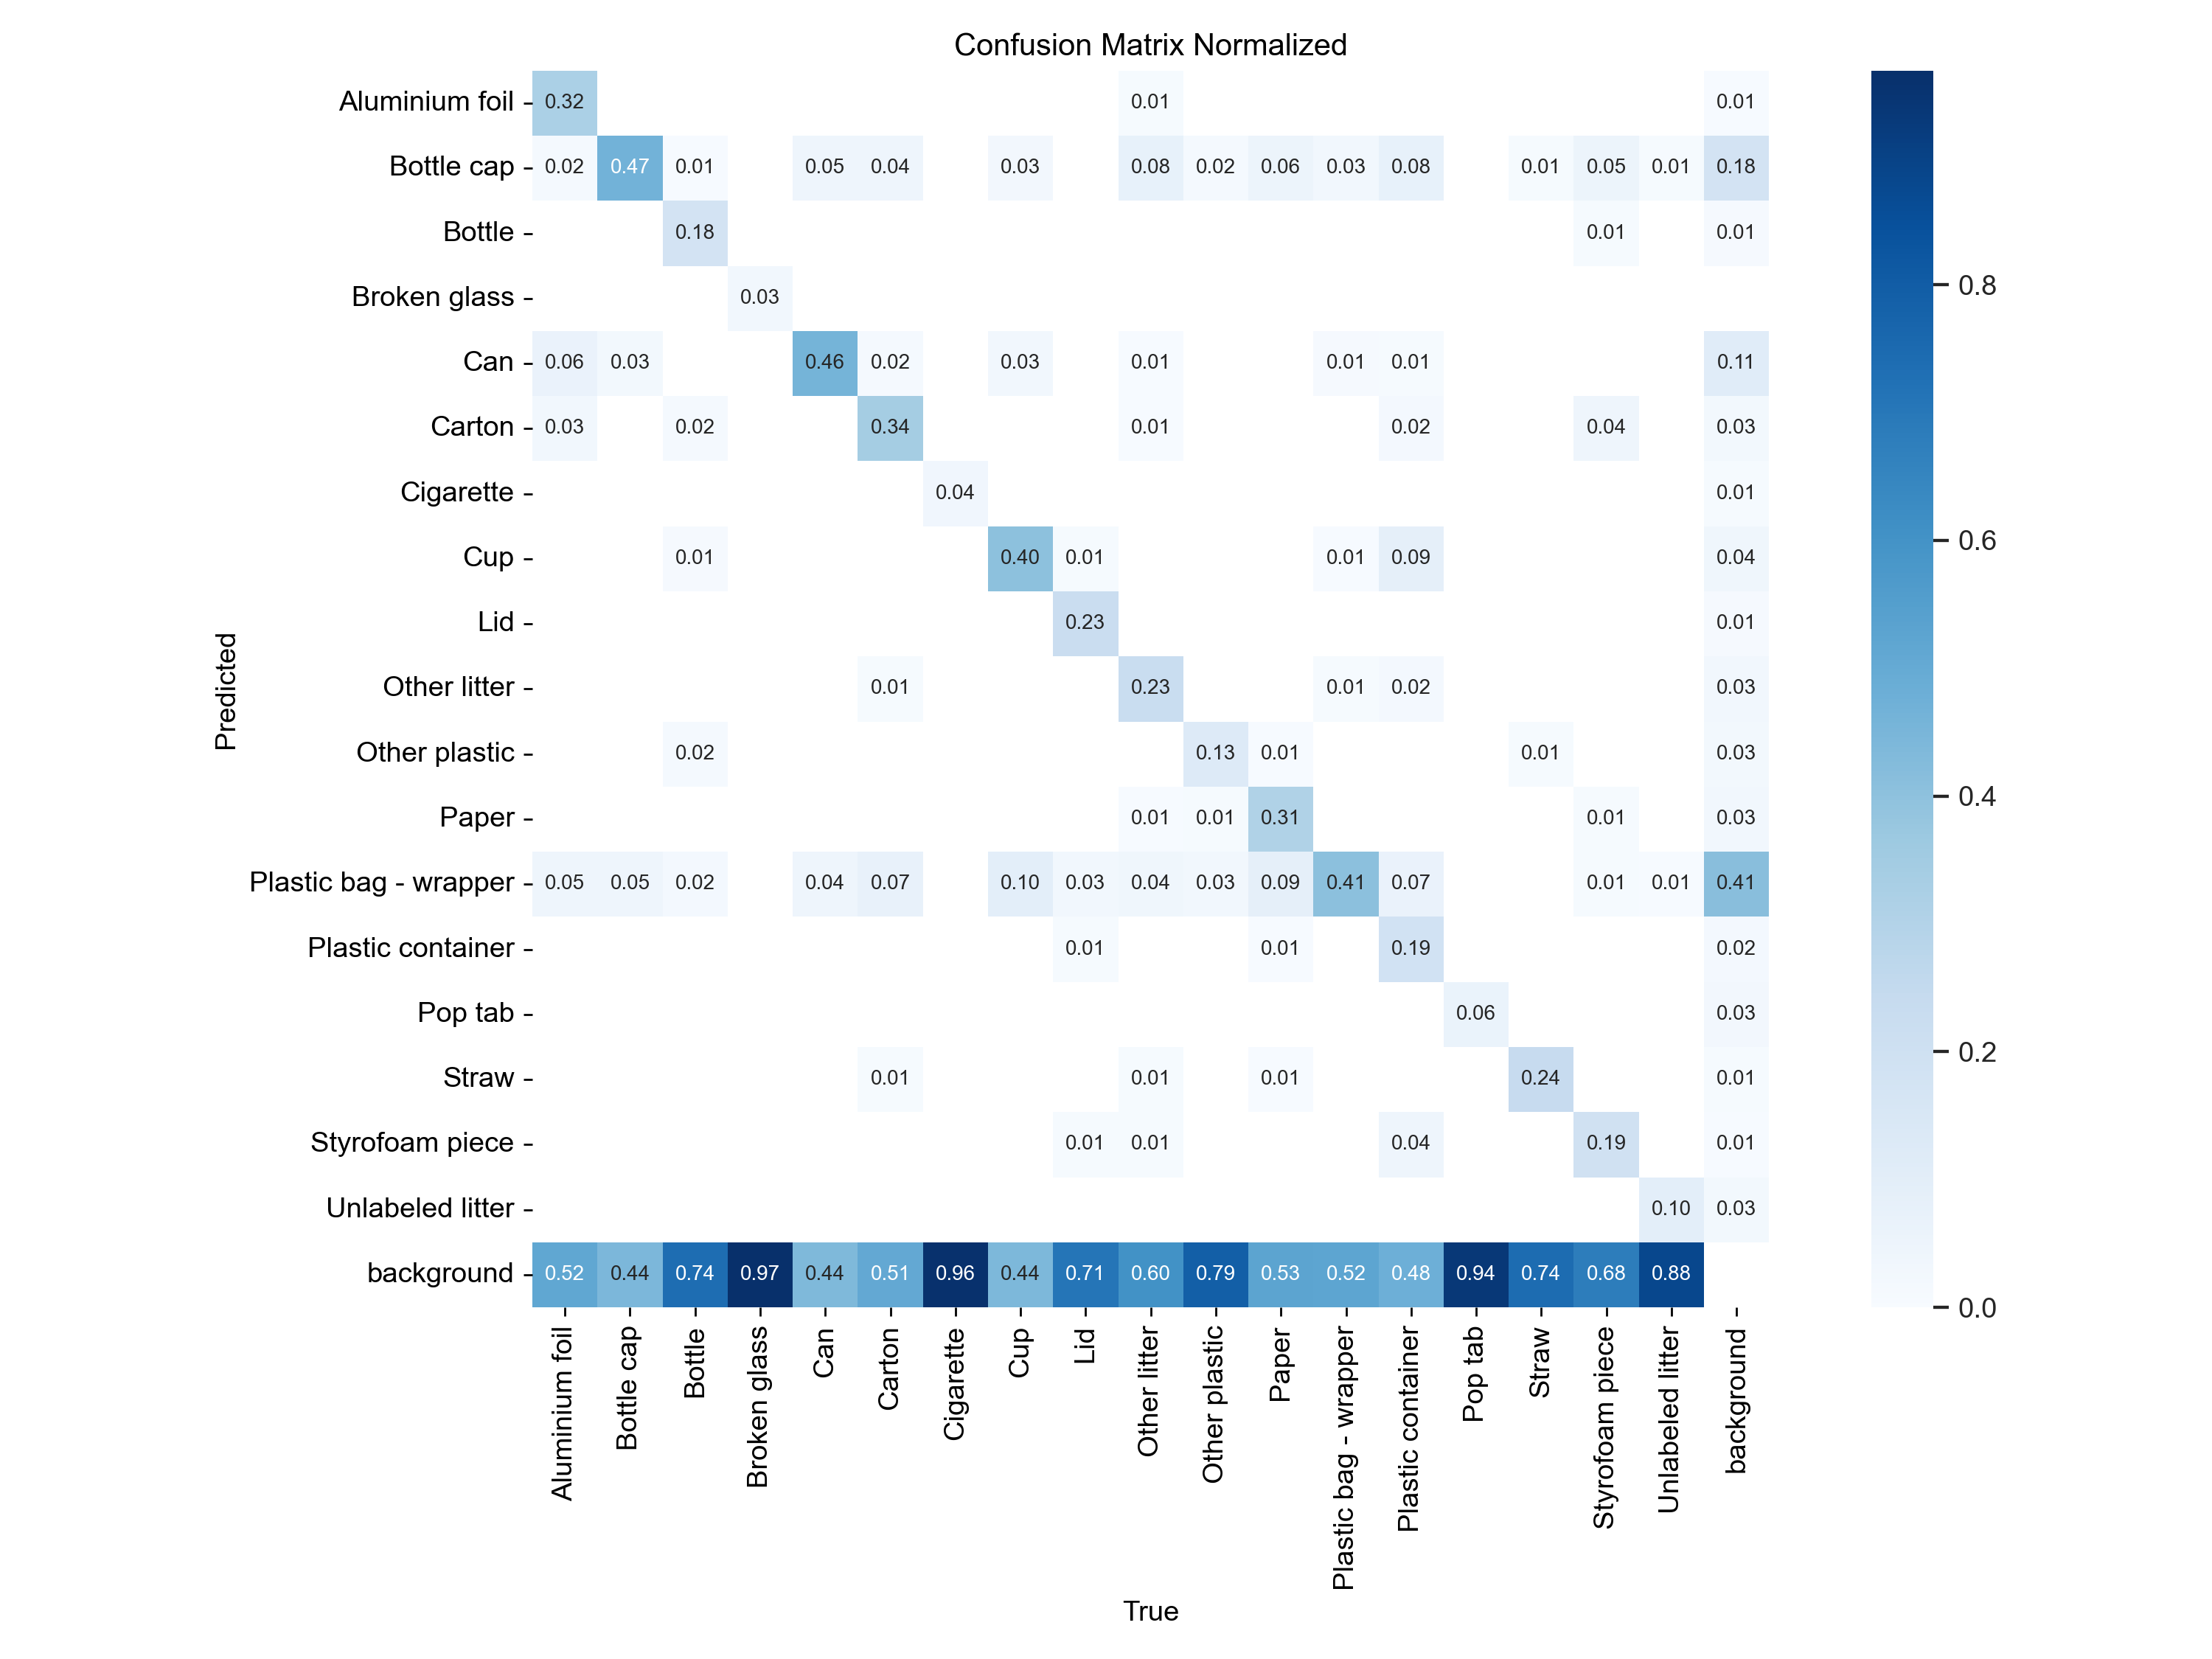 Confusion Matrix Normalized
Aluminium foil 0.32 0.01 0.01
Bottle cap 0.02 0.47 0.01 0.05 0.04 0.03 0.08 0.02 0.06 0.03 0.08 0.01 0.05 0.01 0.18
Bottle 0.18 0.01 0.01
Broken glass 0.03
Can 0.06 0.03 0.46 0.02 0.03 0.01 0.01 0.01 0.11
Carton 0.03 0.02 0.34 0.01 0.02 0.04 0.03
Cigarette 0.04 0.01
Cup 0.01 0.40 0.01 0.01 0.09 0.04
Lid 0.23 0.01
Other litter 0.01 0.23 0.01 0.02 0.03
Other plastic 0.02 0.13 0.01 0.01 0.03
Paper 0.01 0.01 0.31 0.01 0.03
Plastic bag - wrapper 0.05 0.05 0.02 0.04 0.07 0.10 0.03 0.04 0.03 0.09 0.41 0.07 0.01 0.01 0.41
Plastic container 0.01 0.01 0.19 0.02
Pop tab 0.06 0.03
Straw 0.01 0.01 0.01 0.24 0.01
Styrofoam piece 0.01 0.01 0.04 0.19 0.01
Unlabeled litter 0.10 0.03
background 0.52 0.44 0.74 0.97 0.44 0.51 0.96 0.44 0.71 0.60 0.79 0.53 0.52 0.48 0.94 0.74 0.68 0.88
Predicted
Aluminium foil
Bottle cap
Bottle
Broken glass
Can
Carton
Cigarette
Cup
Lid
Other litter
Other plastic
Paper
Plastic bag - wrapper
Plastic container
Pop tab
Straw
Styrofoam piece
Unlabeled litter
background
True
0.8
0.6
0.4
0.2
0.0